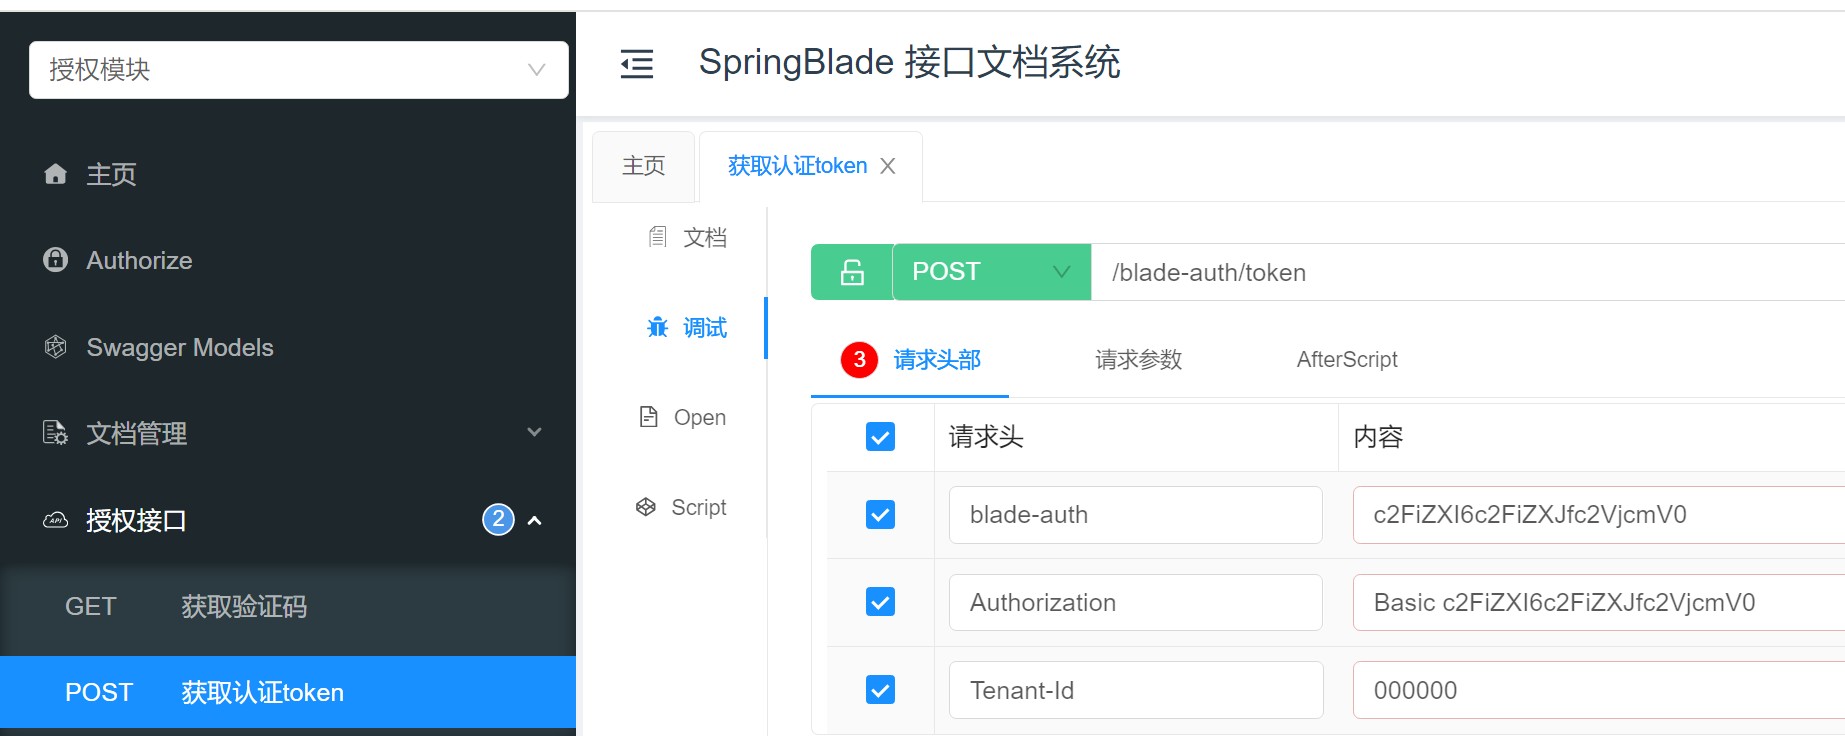 授权模块
主页
Authorize
Swagger Models
文档管理
授权接口 2
GET 获取验证码
POST 获取认证token
SpringBlade 接口文档系统
主页 获取认证token
文档
调试
Open
Script
POST /blade-auth/token
3 请求头部 请求参数 AfterScript
请求头 内容
blade-auth c2FiZXI6c2FiZXJfc2VjcmV0
Authorization Basic c2FiZXI6c2FiZXJfc2VjcmV0
Tenant-Id 000000